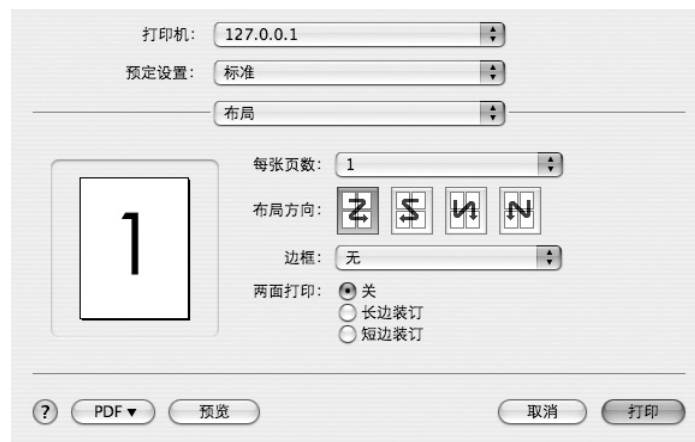 打印机： 127.0.0.1
预定设置： 标准
布局
每张页数： 1
布局方向：
边框： 无
两面打印： 关
长边装订
短边装订
1
? PDF▼ 预览 取消 打印